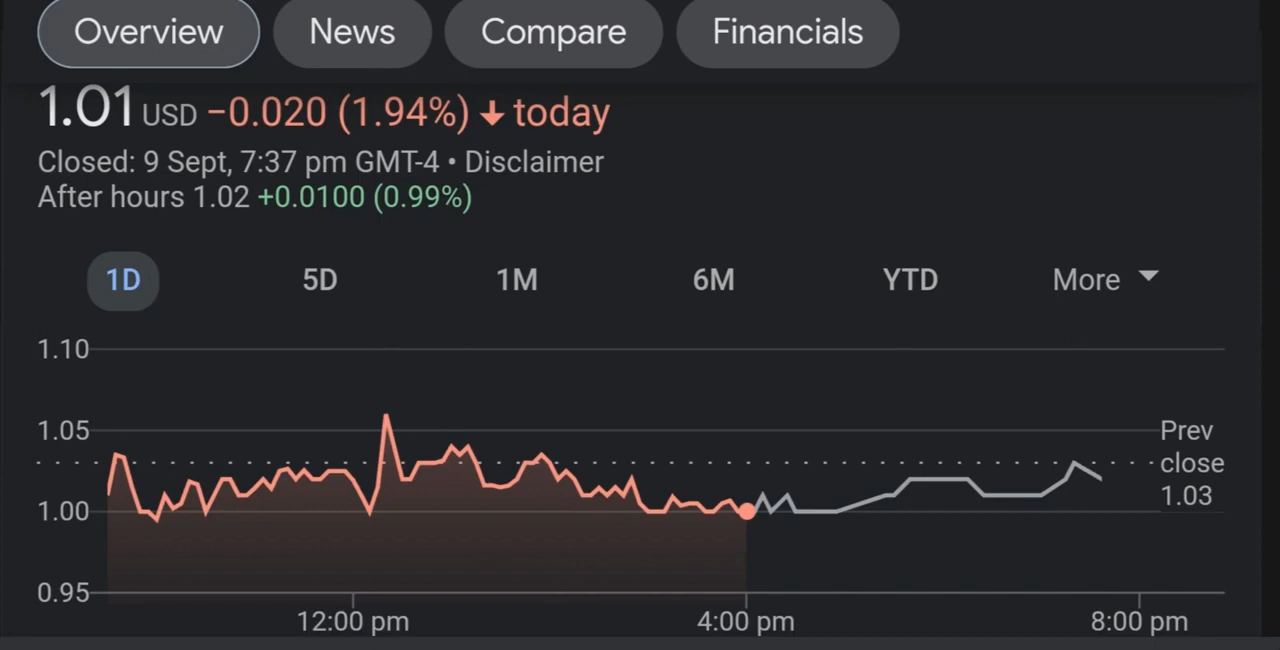 Overview News Compare Financials
1.01 USD −0.020 (1.94%) ↓ today
Closed: 9 Sept, 7:37 pm GMT-4 • Disclaimer
After hours 1.02 +0.0100 (0.99%)
1D 5D 1M 6M YTD More
1.10
1.05
1.00
0.95
Prev
close
1.03
12:00 pm 4:00 pm 8:00 pm